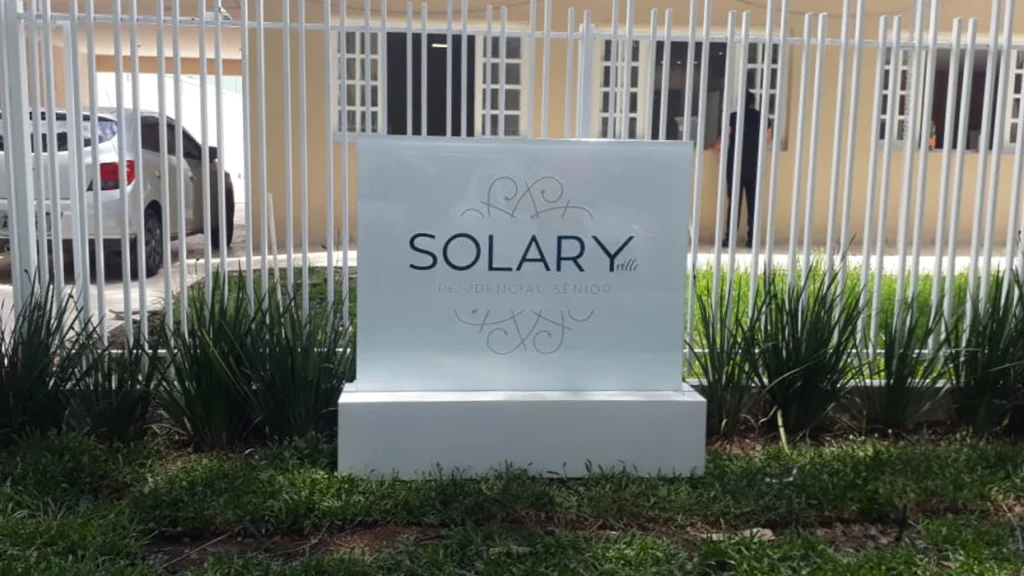 SOLARY ville
RESIDENCIAL SENIOR